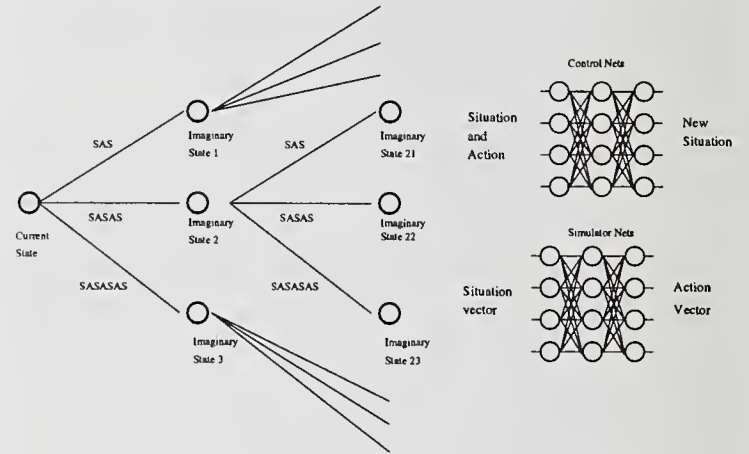 Control Nets
Situation
and
Action
New
Situation
SAS
Imaginary
State 1
SAS
Imaginary
State 21
Current
State
SASAS
Imaginary
State 2
SASAS
Imaginary
State 22
Simulator Nets
SASASAS
Imaginary
State 3
SASASAS
Imaginary
State 23
Situation
vector
Action
Vector